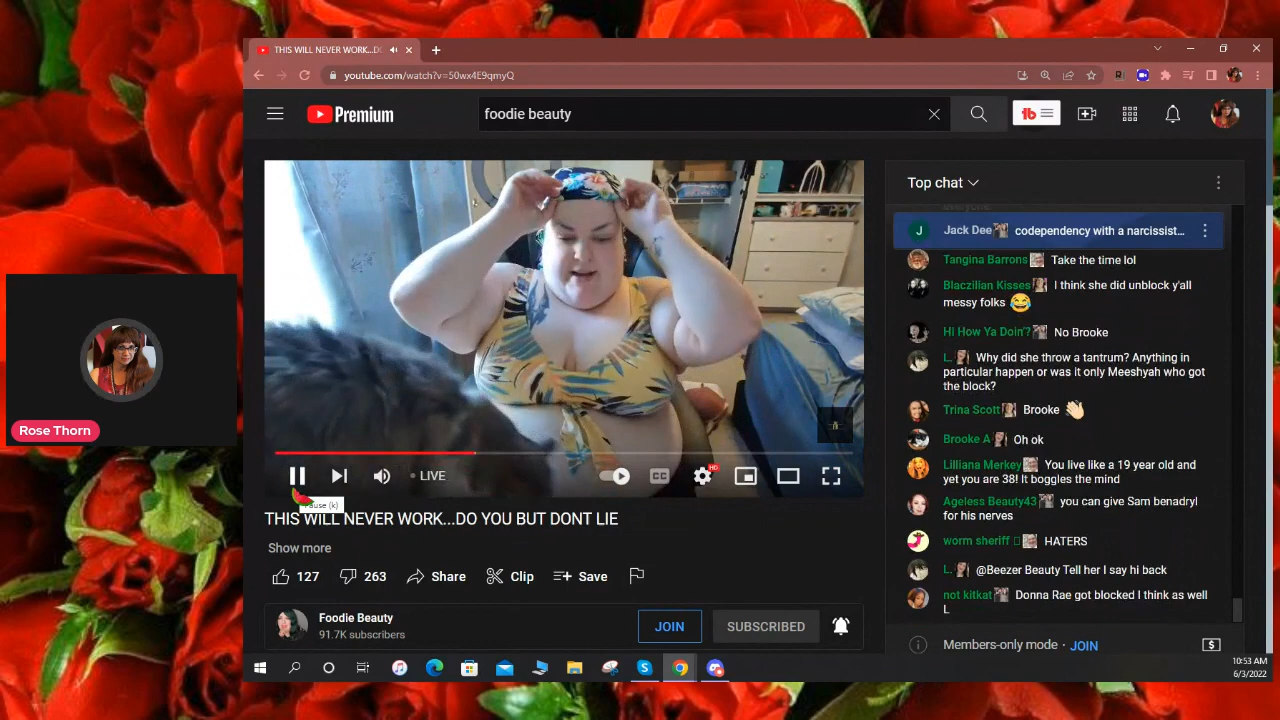 THIS WILL NEVER WORK...DO
youtube.com/watch?v=50wx4E9qmyQ
Premium
foodie beauty
Top chat
Jack Dee codependency with a narcissist...
Tangina Barrons Take the time lol
Blaczilian Kisses I think she did unblock y'all
messy folks 😂
Hi How Ya Doin'? No Brooke
L. Why did she throw a tantrum? Anything in
particular happen or was it only Meeshyah who got
the block?
Trina Scott Brooke 👋🏻
Brooke A Oh ok
Lilliana Merkey You live like a 19 year old and
yet you are 38! It boggles the mind
Ageless Beauty43 you can give Sam benadryl
for his nerves
worm sheriff HATERS
L. @Beezer Beauty Tell her I say hi back
not kitkat Donna Rae got blocked I think as well
L
Members-only mode · JOIN
Rose Thorn
LIVE
CC
HD
Pause (k)
THIS WILL NEVER WORK...DO YOU BUT DONT LIE
Show more
127
263
Share
Clip
Save
Foodie Beauty
91.7K subscribers
JOIN
SUBSCRIBED
10:53 AM
6/3/2022